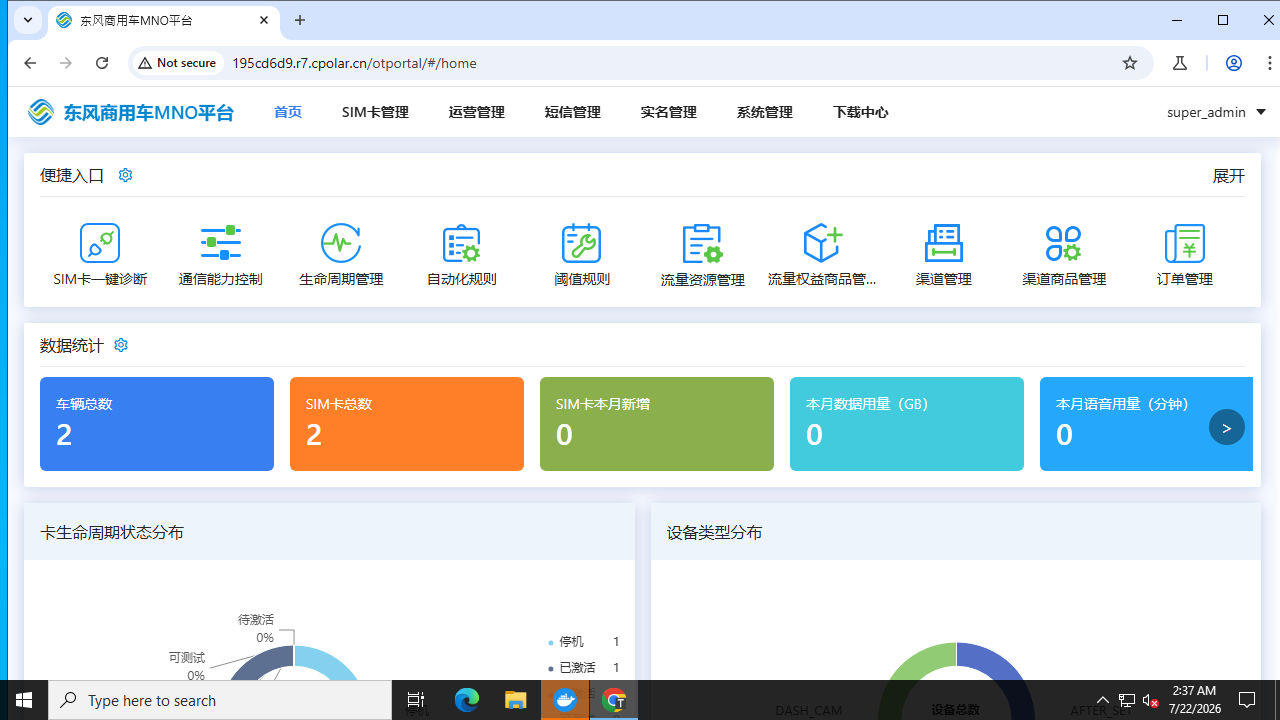 东风商用车MNO平台
Not secure
195cd6d9.r7.cpolar.cn/otportal/#/home
东风商用车MNO平台
首页
SIM卡管理
运营管理
短信管理
实名管理
系统管理
下载中心
super_admin
便捷入口
展开
SIM卡一键诊断
通信能力控制
生命周期管理
自动化规则
阈值规则
流量资源管理
流量权益商品管...
渠道管理
渠道商品管理
订单管理
数据统计
车辆总数
2
SIM卡总数
2
SIM卡本月新增
0
本月数据用量（GB）
0
本月语音用量（分钟）
0
>
卡生命周期状态分布
设备类型分布
待激活
0%
可测试
0%
停机 1
已激活 1
停机
DASH_CAM
设备总数
Type here to search
2:37 AM
7/22/2026